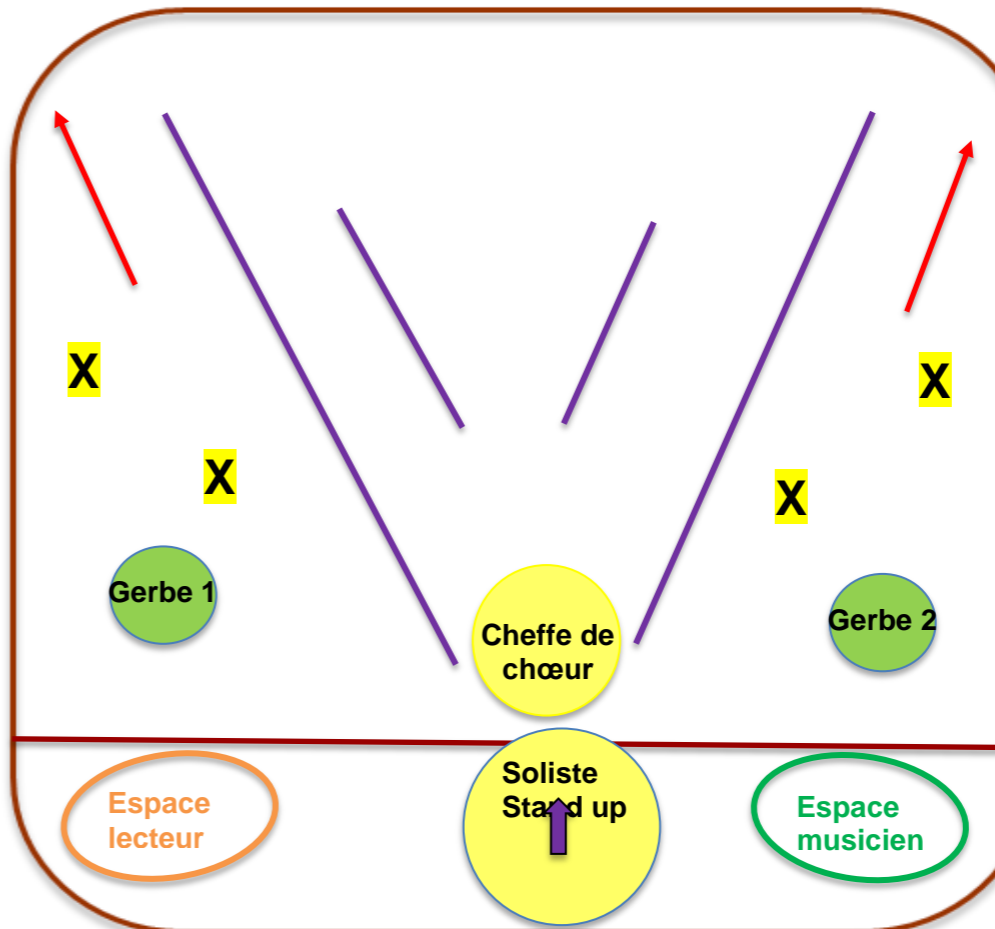 X
X
X
X
Gerbe 1
Gerbe 2
Cheffe de
chœur
Soliste
Stand up
Espace
lecteur
Espace
musicien